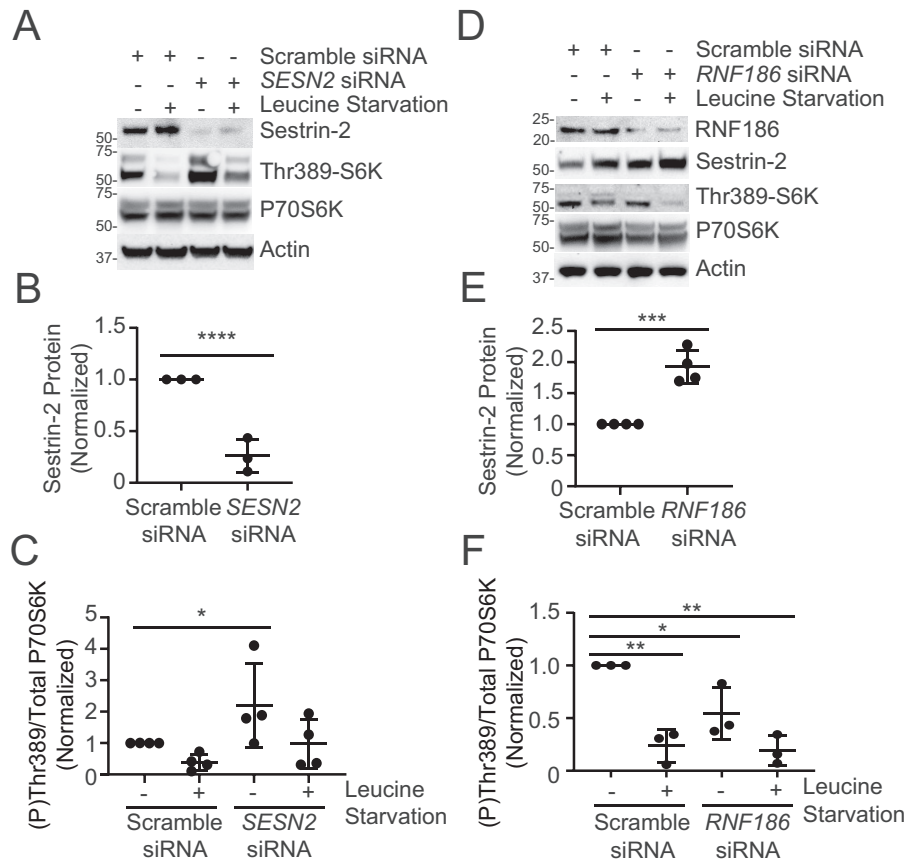 A
+ + - - Scramble siRNA
- - + + SESN2 siRNA
- + - + Leucine Starvation
50- Sestrin-2
75-
50- Thr389-S6K
75-
50- P70S6K
37- Actin
B
Sestrin-2 Protein
(Normalized)
1.5
1.0
0.5
0
****
Scramble SESN2
siRNA siRNA
C
(P)Thr389/Total P70S6K
(Normalized)
5
4
3
2
1
0
*
- + - + Leucine
Starvation
Scramble SESN2
siRNA siRNA
D
+ + - - Scramble siRNA
- - + + RNF186 siRNA
- + - + Leucine Starvation
25-
20- RNF186
50- Sestrin-2
75-
50- Thr389-S6K
75-
50- P70S6K
37- Actin
E
Sestrin-2 Protein
(Normalized)
2.5
2.0
1.5
1.0
0.5
0
***
Scramble RNF186
siRNA siRNA
F
(P)Thr389/Total P70S6K
(Normalized)
1.5
1.0
0.5
0
**
*
**
- + - + Leucine
Starvation
Scramble RNF186
siRNA siRNA